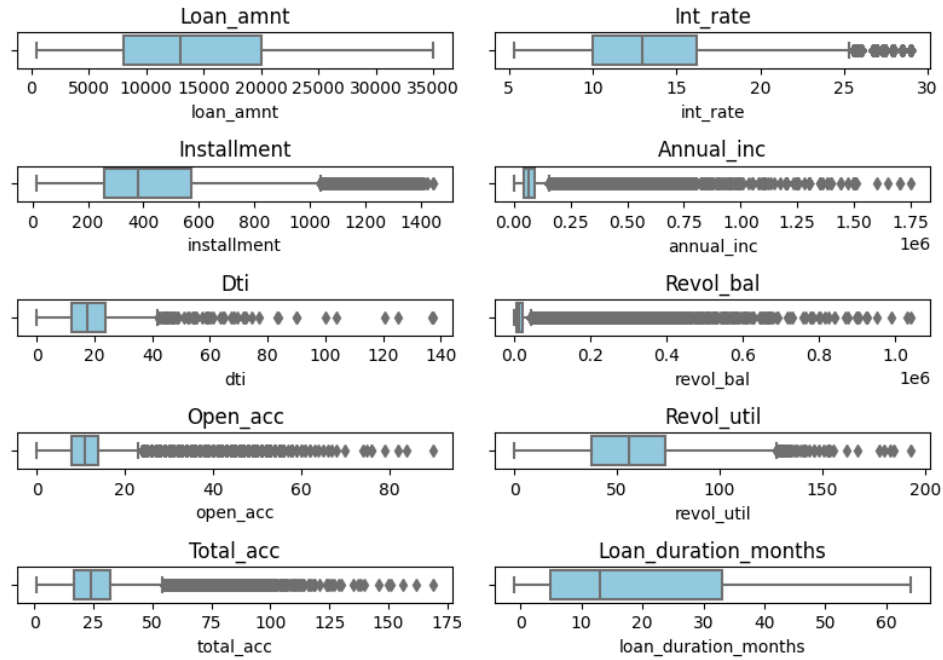 Loan_amnt
0 5000 10000 15000 20000 25000 30000 35000
loan_amnt
Int_rate
5 10 15 20 25 30
int_rate
Installment
0 200 400 600 800 1000 1200 1400
installment
Annual_inc
0.00 0.25 0.50 0.75 1.00 1.25 1.50 1.75
1e6
annual_inc
Dti
0 20 40 60 80 100 120 140
dti
Revol_bal
0.0 0.2 0.4 0.6 0.8 1.0
1e6
revol_bal
Open_acc
0 20 40 60 80
open_acc
Revol_util
0 50 100 150 200
revol_util
Total_acc
0 25 50 75 100 125 150 175
total_acc
Loan_duration_months
0 10 20 30 40 50 60
loan_duration_months